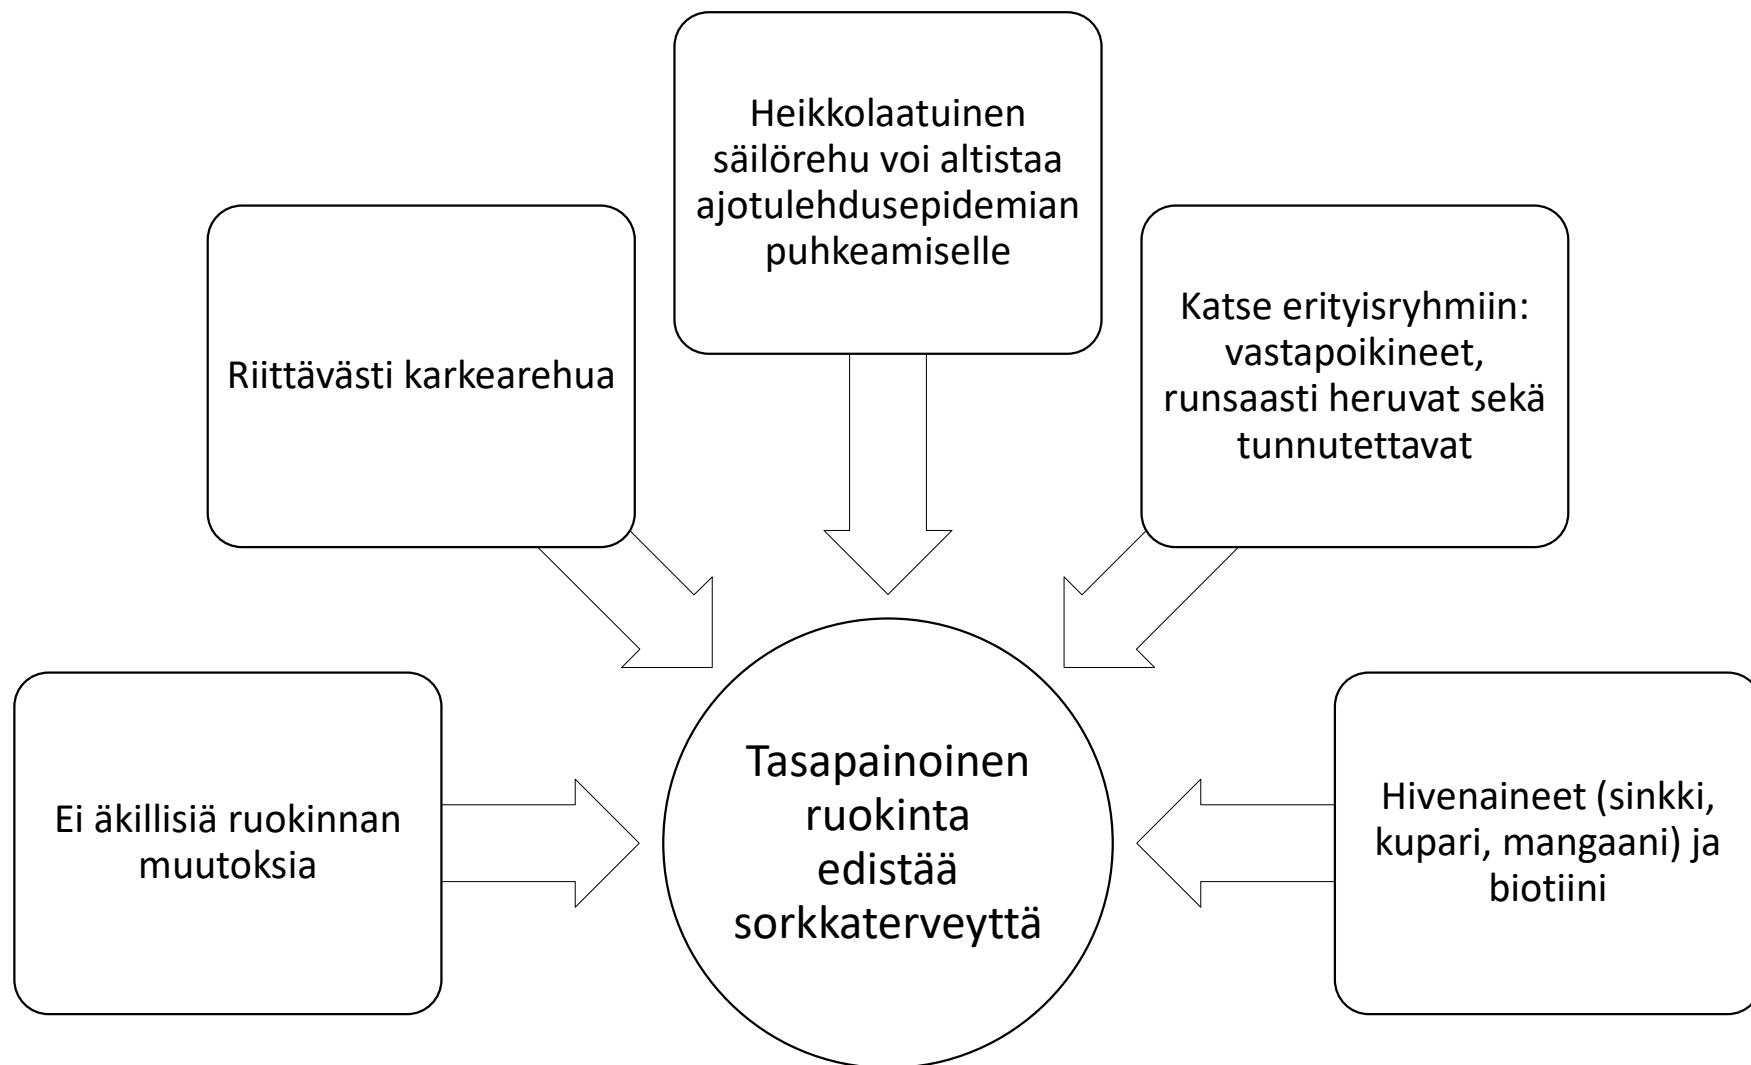 Heikkolaatuinen
säilörehu voi altistaa
ajotulehdusepidemian
puhkeamiselle
Riittävästi karkearehua
Katse erityisryhmiin:
vastapoikineet,
runsaasti heruvat sekä
tunnutettavat
Ei äkillisiä ruokinnan
muutoksia
Tasapainoinen
ruokinta
edistää
sorkkaterveyttä
Hivenaineet (sinkki,
kupari, mangaani) ja
biotiini